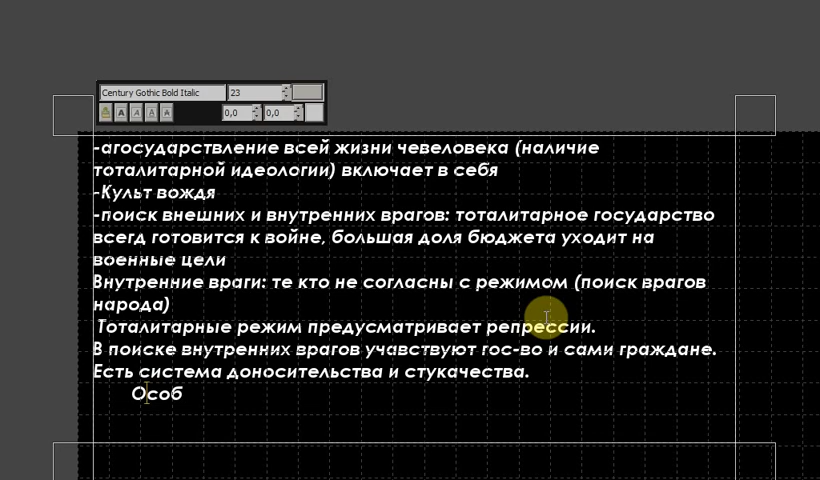 Century Gothic Bold Italic 23
0,0 0,0
-агосударствление всей жизни чевеловека (наличие
тоталитарной идеологии) включает в себя
-Культ вождя
-поиск внешних и внутренних врагов: тоталитарное государство
всегд готовится к войне, большая доля бюджета уходит на
военные цели
Внутренние враги: те кто не согласны с режимом (поиск врагов
народа)
Тоталитарные режим предусматривает репрессии.
В поиске внутренних врагов учавствуют гос-во и сами граждане.
Есть система доносительства и стукачества.
Особ